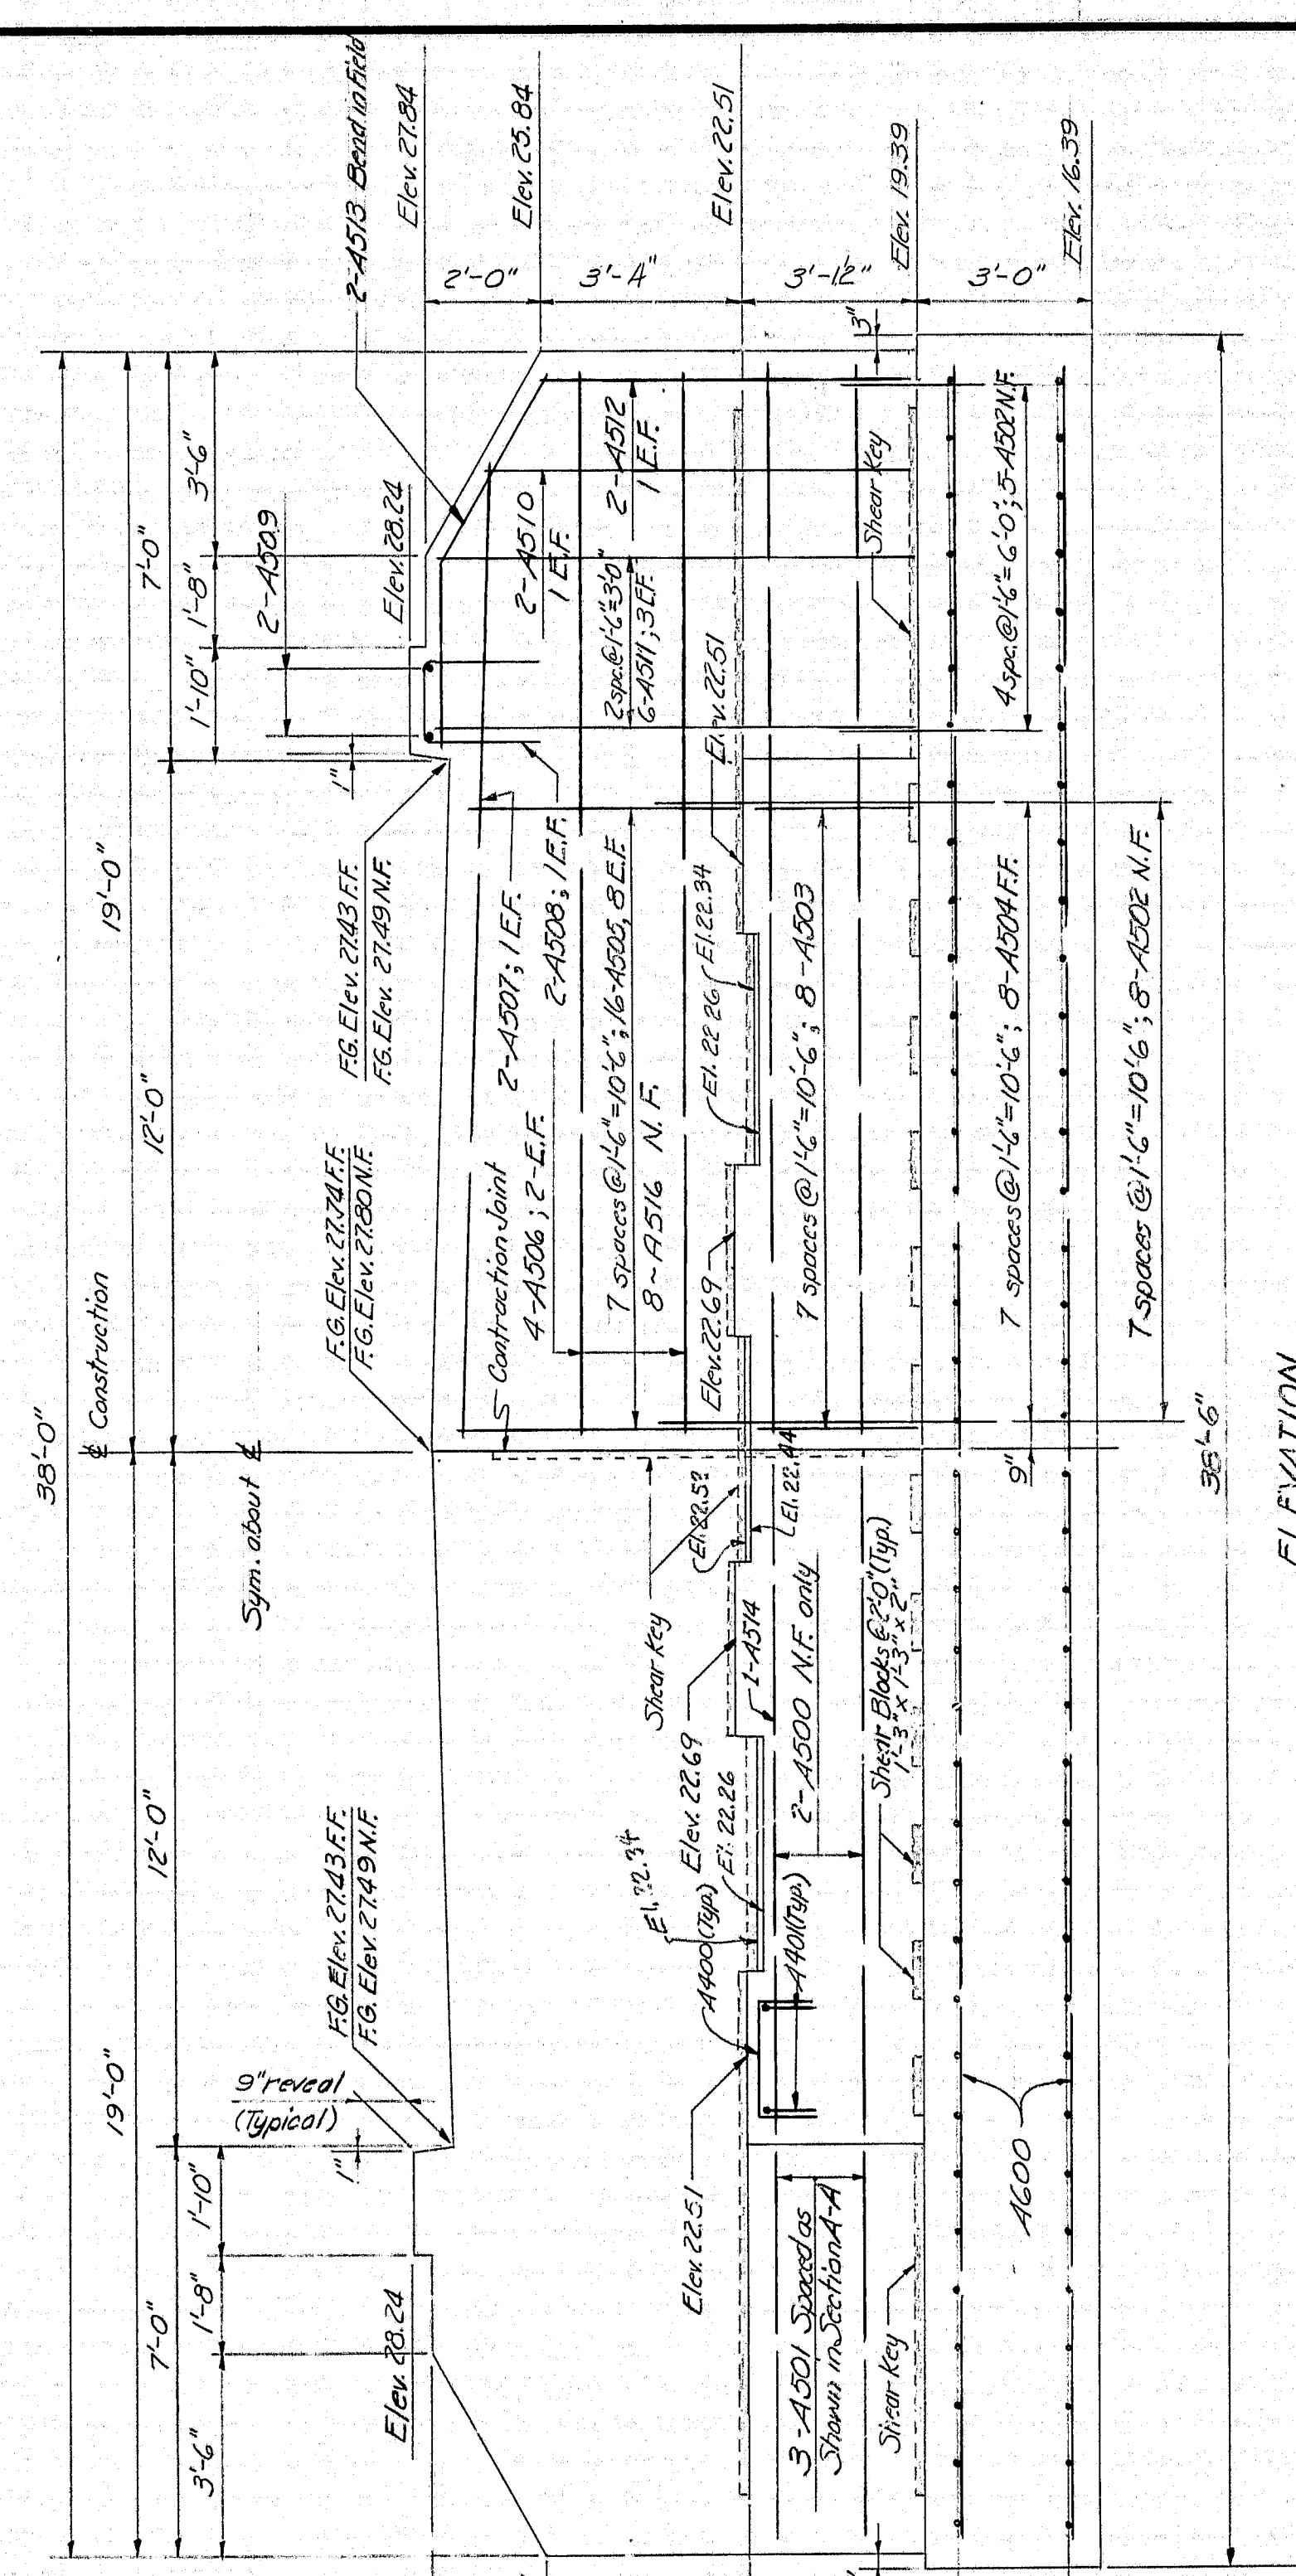 38'-0"
19'-0"
19'-0"
¢ Construction
7'-0"
12'-0"
12'-0"
7'-0"
3'-6"
1'-8"
1'-10"
Sym. about ¢
1'-10"
1'-8"
3'-6"
9" reveal
(Typical)
1"
1"
2-A509
2-A513 Bend in Field
F.G. Elev. 27.43 F.F.
F.G. Elev. 27.49 N.F.
F.G. Elev. 27.74 F.F.
F.G. Elev. 27.80 N.F.
F.G. Elev. 27.43 F.F.
F.G. Elev. 27.49 N.F.
Elev. 28.24
Elev. 28.24
Elev. 27.84
Elev. 25.84
Elev. 22.51
Elev. 19.39
Elev. 16.39
2'-0"
3'-4"
3'-1½"
3'-0"
3"
Contraction Joint
2-A507; 1 E.F.
4-A506; 2-E.F.
2-A508; 1 E.F.
2-A510
1 E.F.
2-A512
1 E.F.
7 spaces @ 1'-6"=10'-6"; 16-A505, 8 E.F.
8-A516 N.F.
2 spc. @ 1'-6"=3'-0"
6-A511; 3 E.F.
Shear Key
El. 22.52
El. 22.44
Elev. 22.69
El. 22.26
El. 22.34
Elev. 22.51
El. 22.34
Elev. 22.69
El. 22.26
Elev. 22.51
A400 (Typ.)
A401 (Typ.)
1-A514
2-A500 N.F. only
7 spaces @ 1'-6"=10'-6"; 8-A503
Shear Key
3-A501 Spaced as
Shown in Section A-A
Shear Key
Shear Blocks @ 2'-0" (Typ.)
1'-3" x 1'-3" x 2"
A600
9"
7 spaces @ 1'-6"=10'-6"; 8-A504 F.F.
4 spc. @ 1'-6"=6'-0"; 5-A502 N.F.
7 spaces @ 1'-6"=10'-6"; 8-A502 N.F.
38'-6"
ELEVATION